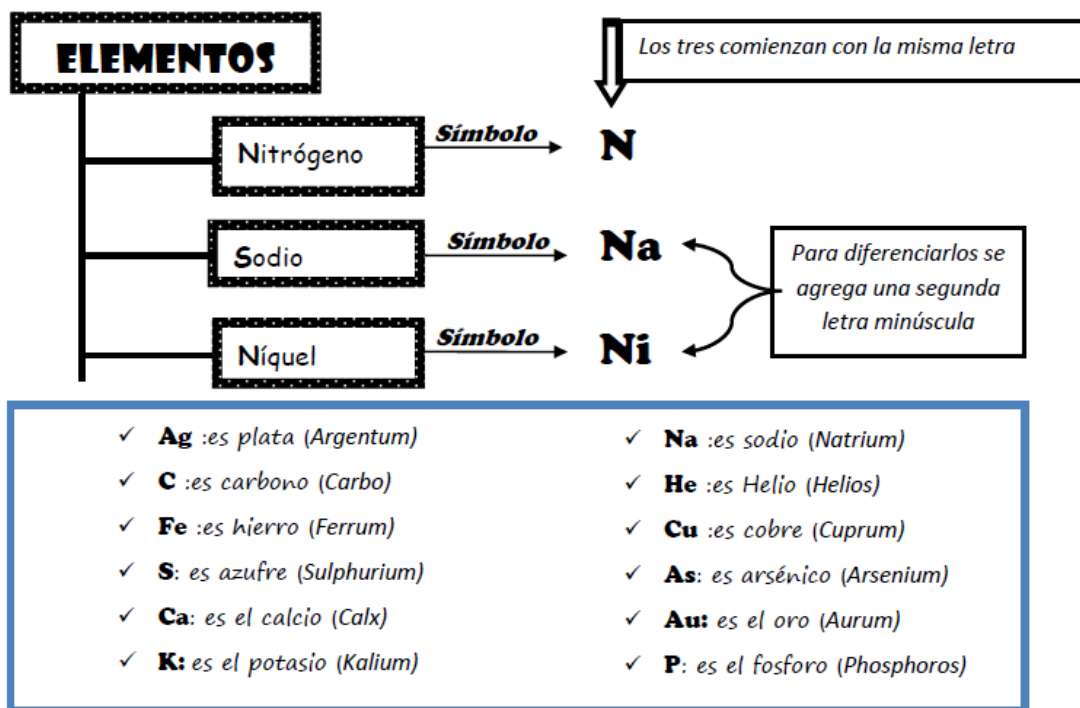 ELEMENTOS
Los tres comienzan con la misma letra
Nitrógeno
Símbolo
N
Sodio
Símbolo
Na
Para diferenciarlos se
agrega una segunda
letra minúscula
Níquel
Símbolo
Ni
✓ Ag :es plata (Argentum)
✓ C :es carbono (Carbo)
✓ Fe :es hierro (Ferrum)
✓ S: es azufre (Sulphurium)
✓ Ca: es el calcio (Calx)
✓ K: es el potasio (Kalium)
✓ Na :es sodio (Natrium)
✓ He :es Helio (Helios)
✓ Cu :es cobre (Cuprum)
✓ As: es arsénico (Arsenium)
✓ Au: es el oro (Aurum)
✓ P: es el fosforo (Phosphoros)